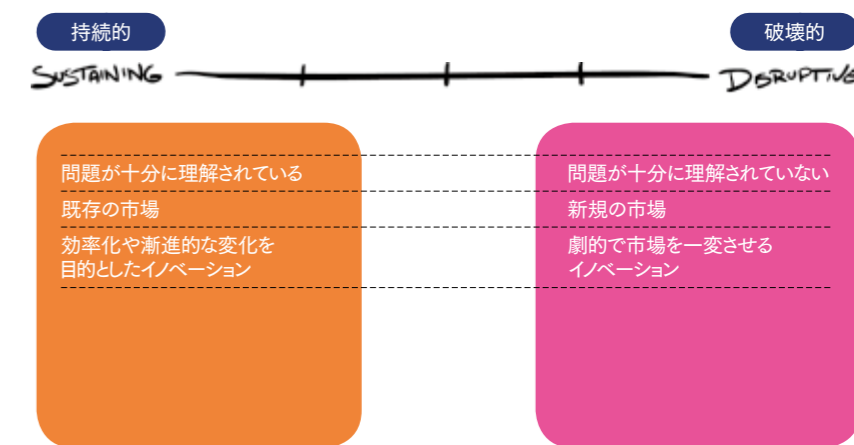 持続的
破壊的
SUSTAINING
DISRUPTIVE
問題が十分に理解されている
既存の市場
効率化や漸進的な変化を
目的としたイノベーション
問題が十分に理解されていない
新規の市場
劇的で市場を一変させる
イノベーション